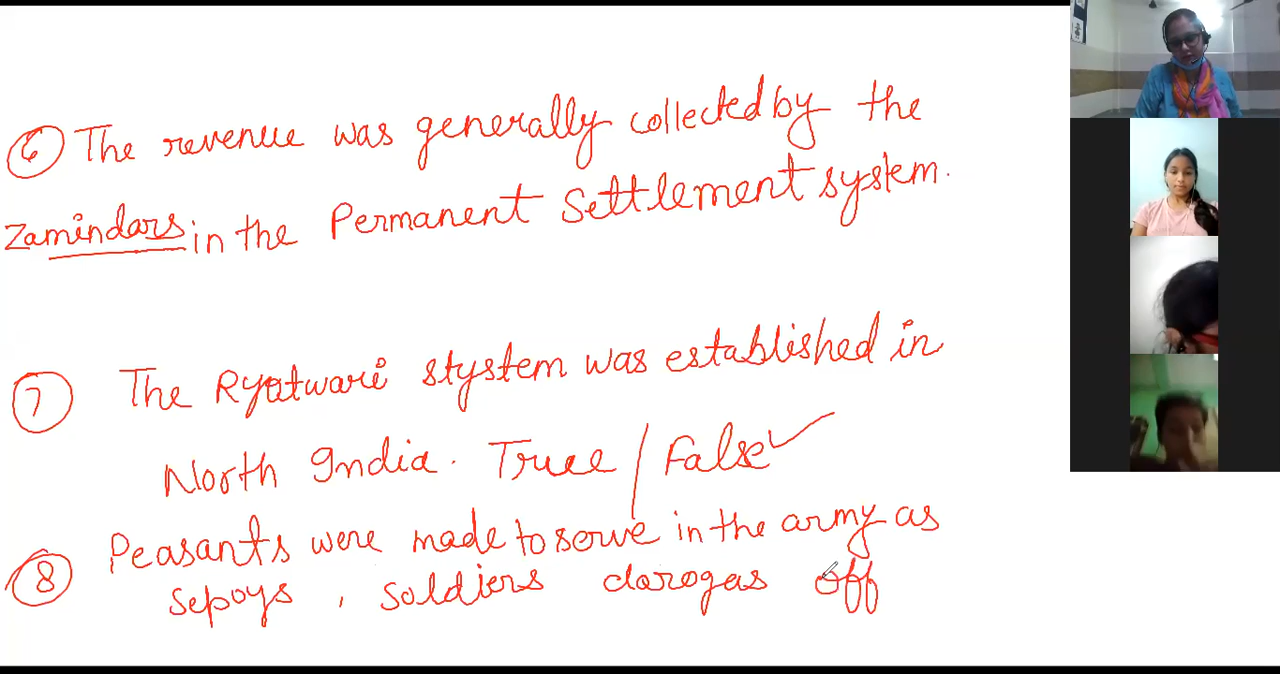 6 The revenue was generally collected by the
Zamindars in the Permanent Settlement system.
7 The Ryatwari stystem was established in
North India. True / False ✓
8 Peasants were made to serve in the army as
sepoys, soldiers darogas off